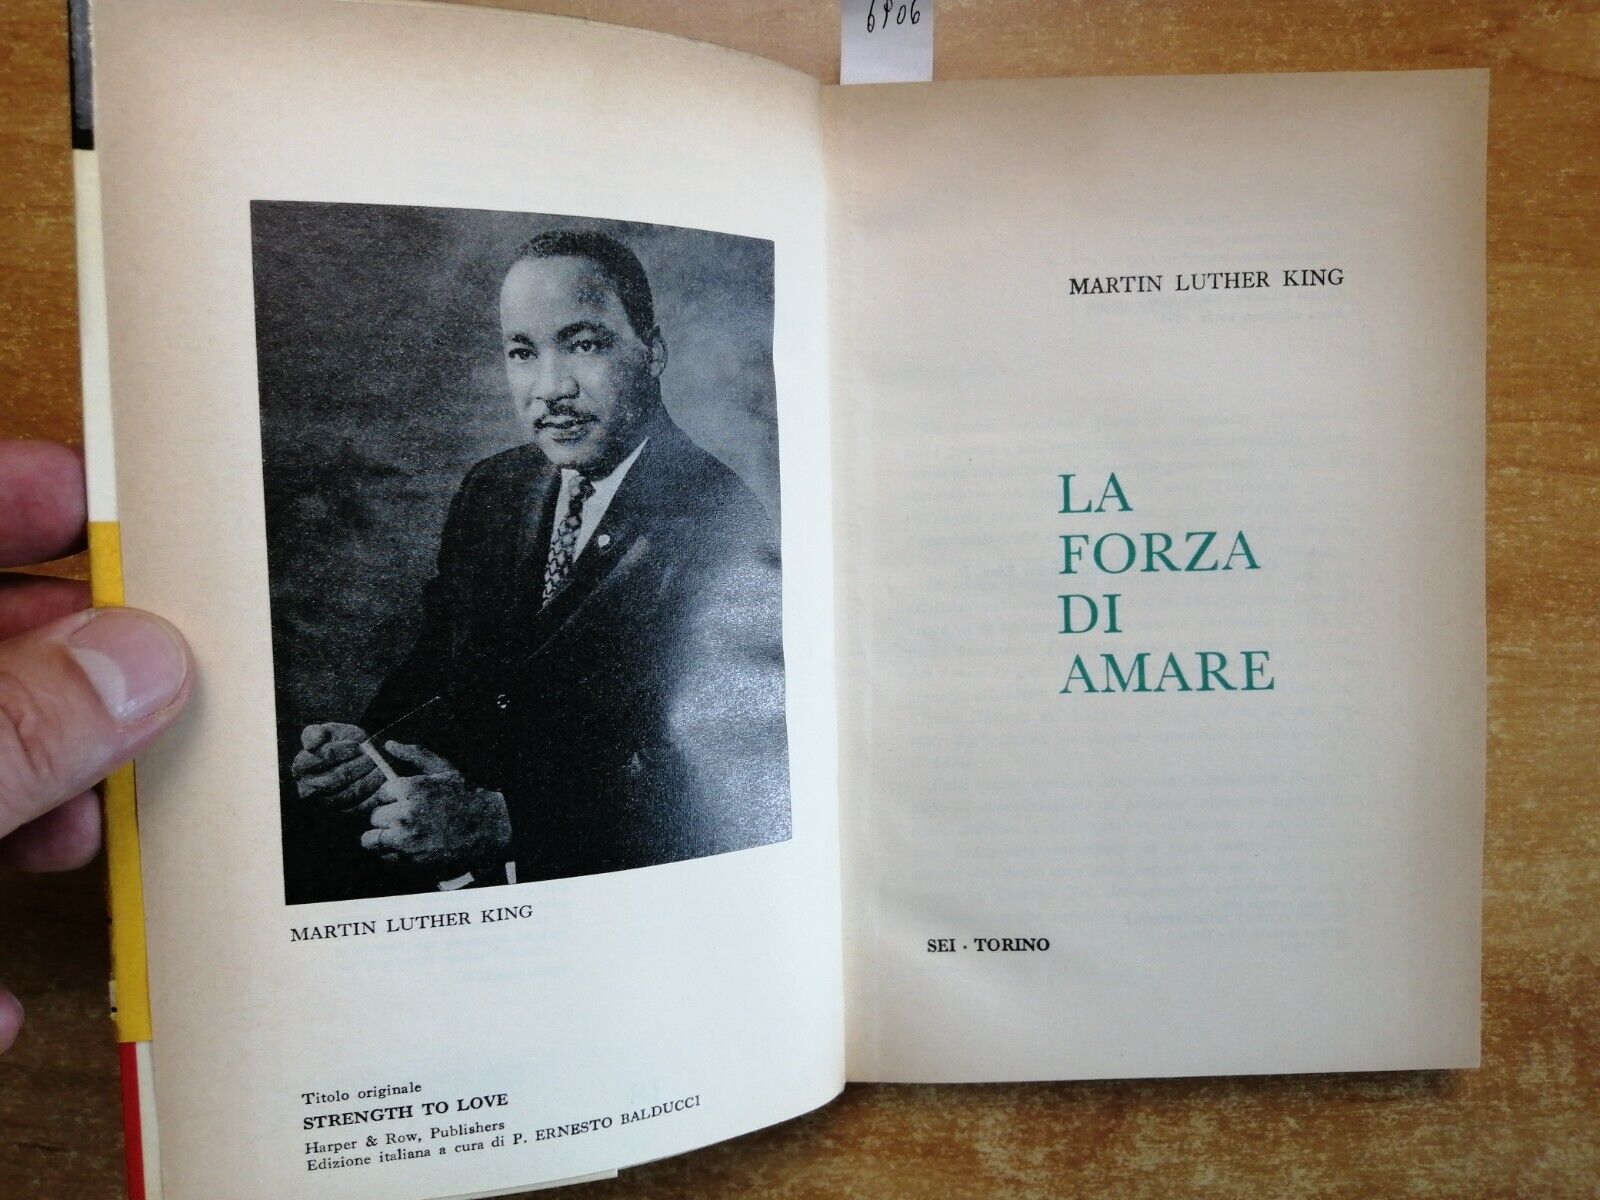 6906
MARTIN LUTHER KING
Titolo originale
STRENGTH TO LOVE
Harper & Row, Publishers
Edizione italiana a cura di P. ERNESTO BALDUCCI
MARTIN LUTHER KING
LA
FORZA
DI
AMARE
SEI · TORINO